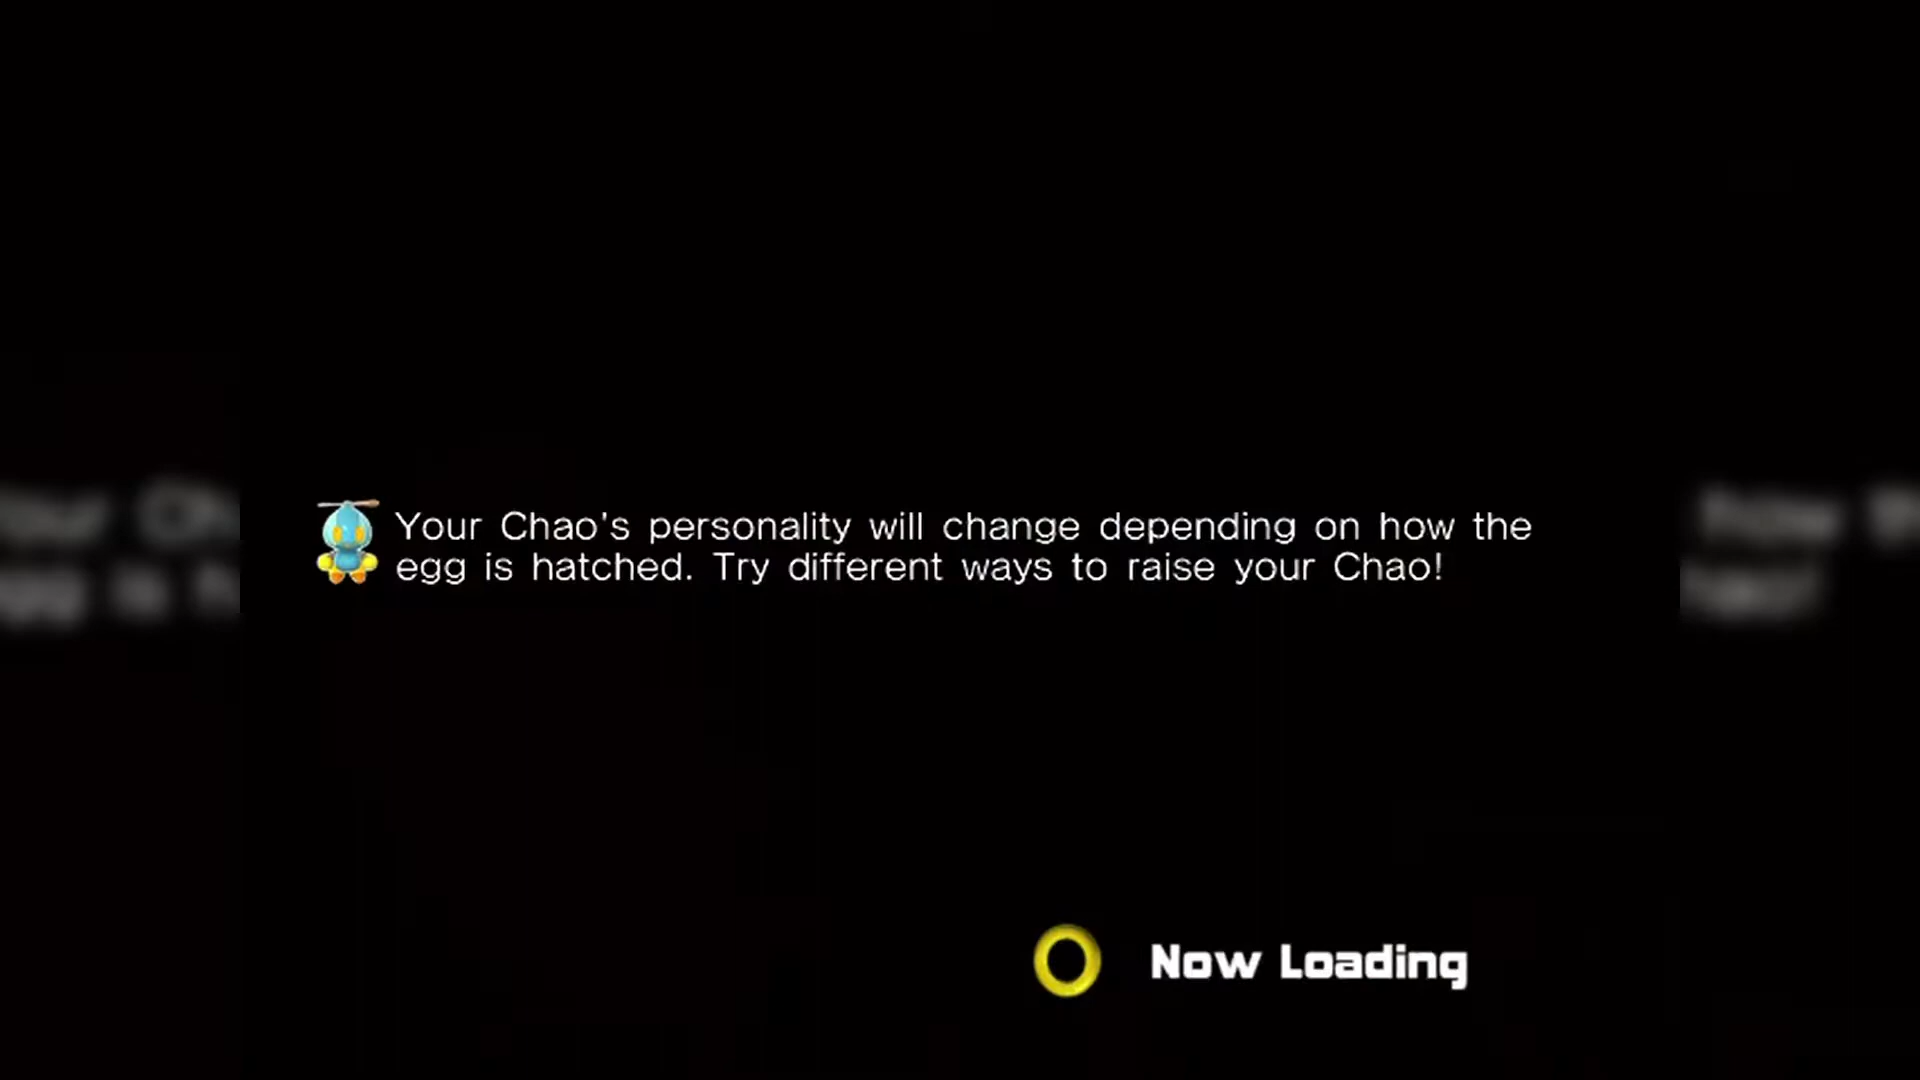 Your Chao's personality will change depending on how the
egg is hatched. Try different ways to raise your Chao!
Now Loading